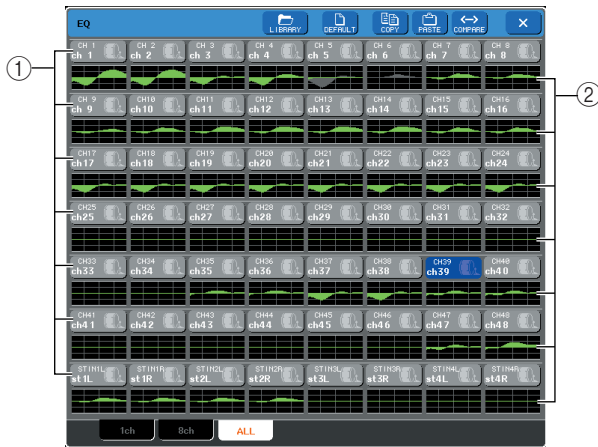 EQ LIBRARY DEFAULT COPY PASTE COMPARE ×
CH 1 CH 2 CH 3 CH 4 CH 5 CH 6 CH 7 CH 8
① ch 1 ch 2 ch 3 ch 4 ch 5 ch 6 ch 7 ch 8
②
CH 9 CH10 CH11 CH12 CH13 CH14 CH15 CH16
ch 9 ch10 ch11 ch12 ch13 ch14 ch15 ch16
CH17 CH18 CH19 CH20 CH21 CH22 CH23 CH24
ch17 ch18 ch19 ch20 ch21 ch22 ch23 ch24
CH25 CH26 CH27 CH28 CH29 CH30 CH31 CH32
ch25 ch26 ch27 ch28 ch29 ch30 ch31 ch32
CH33 CH34 CH35 CH36 CH37 CH38 CH39 CH40
ch33 ch34 ch35 ch36 ch37 ch38 ch39 ch40
CH41 CH42 CH43 CH44 CH45 CH46 CH47 CH48
ch41 ch42 ch43 ch44 ch45 ch46 ch47 ch48
STIN1L STIN1R STIN2L STIN2R STIN3L STIN3R STIN4L STIN4R
st1L st1R st2L st2R st3L st3R st4L st4R
1ch 8ch ALL